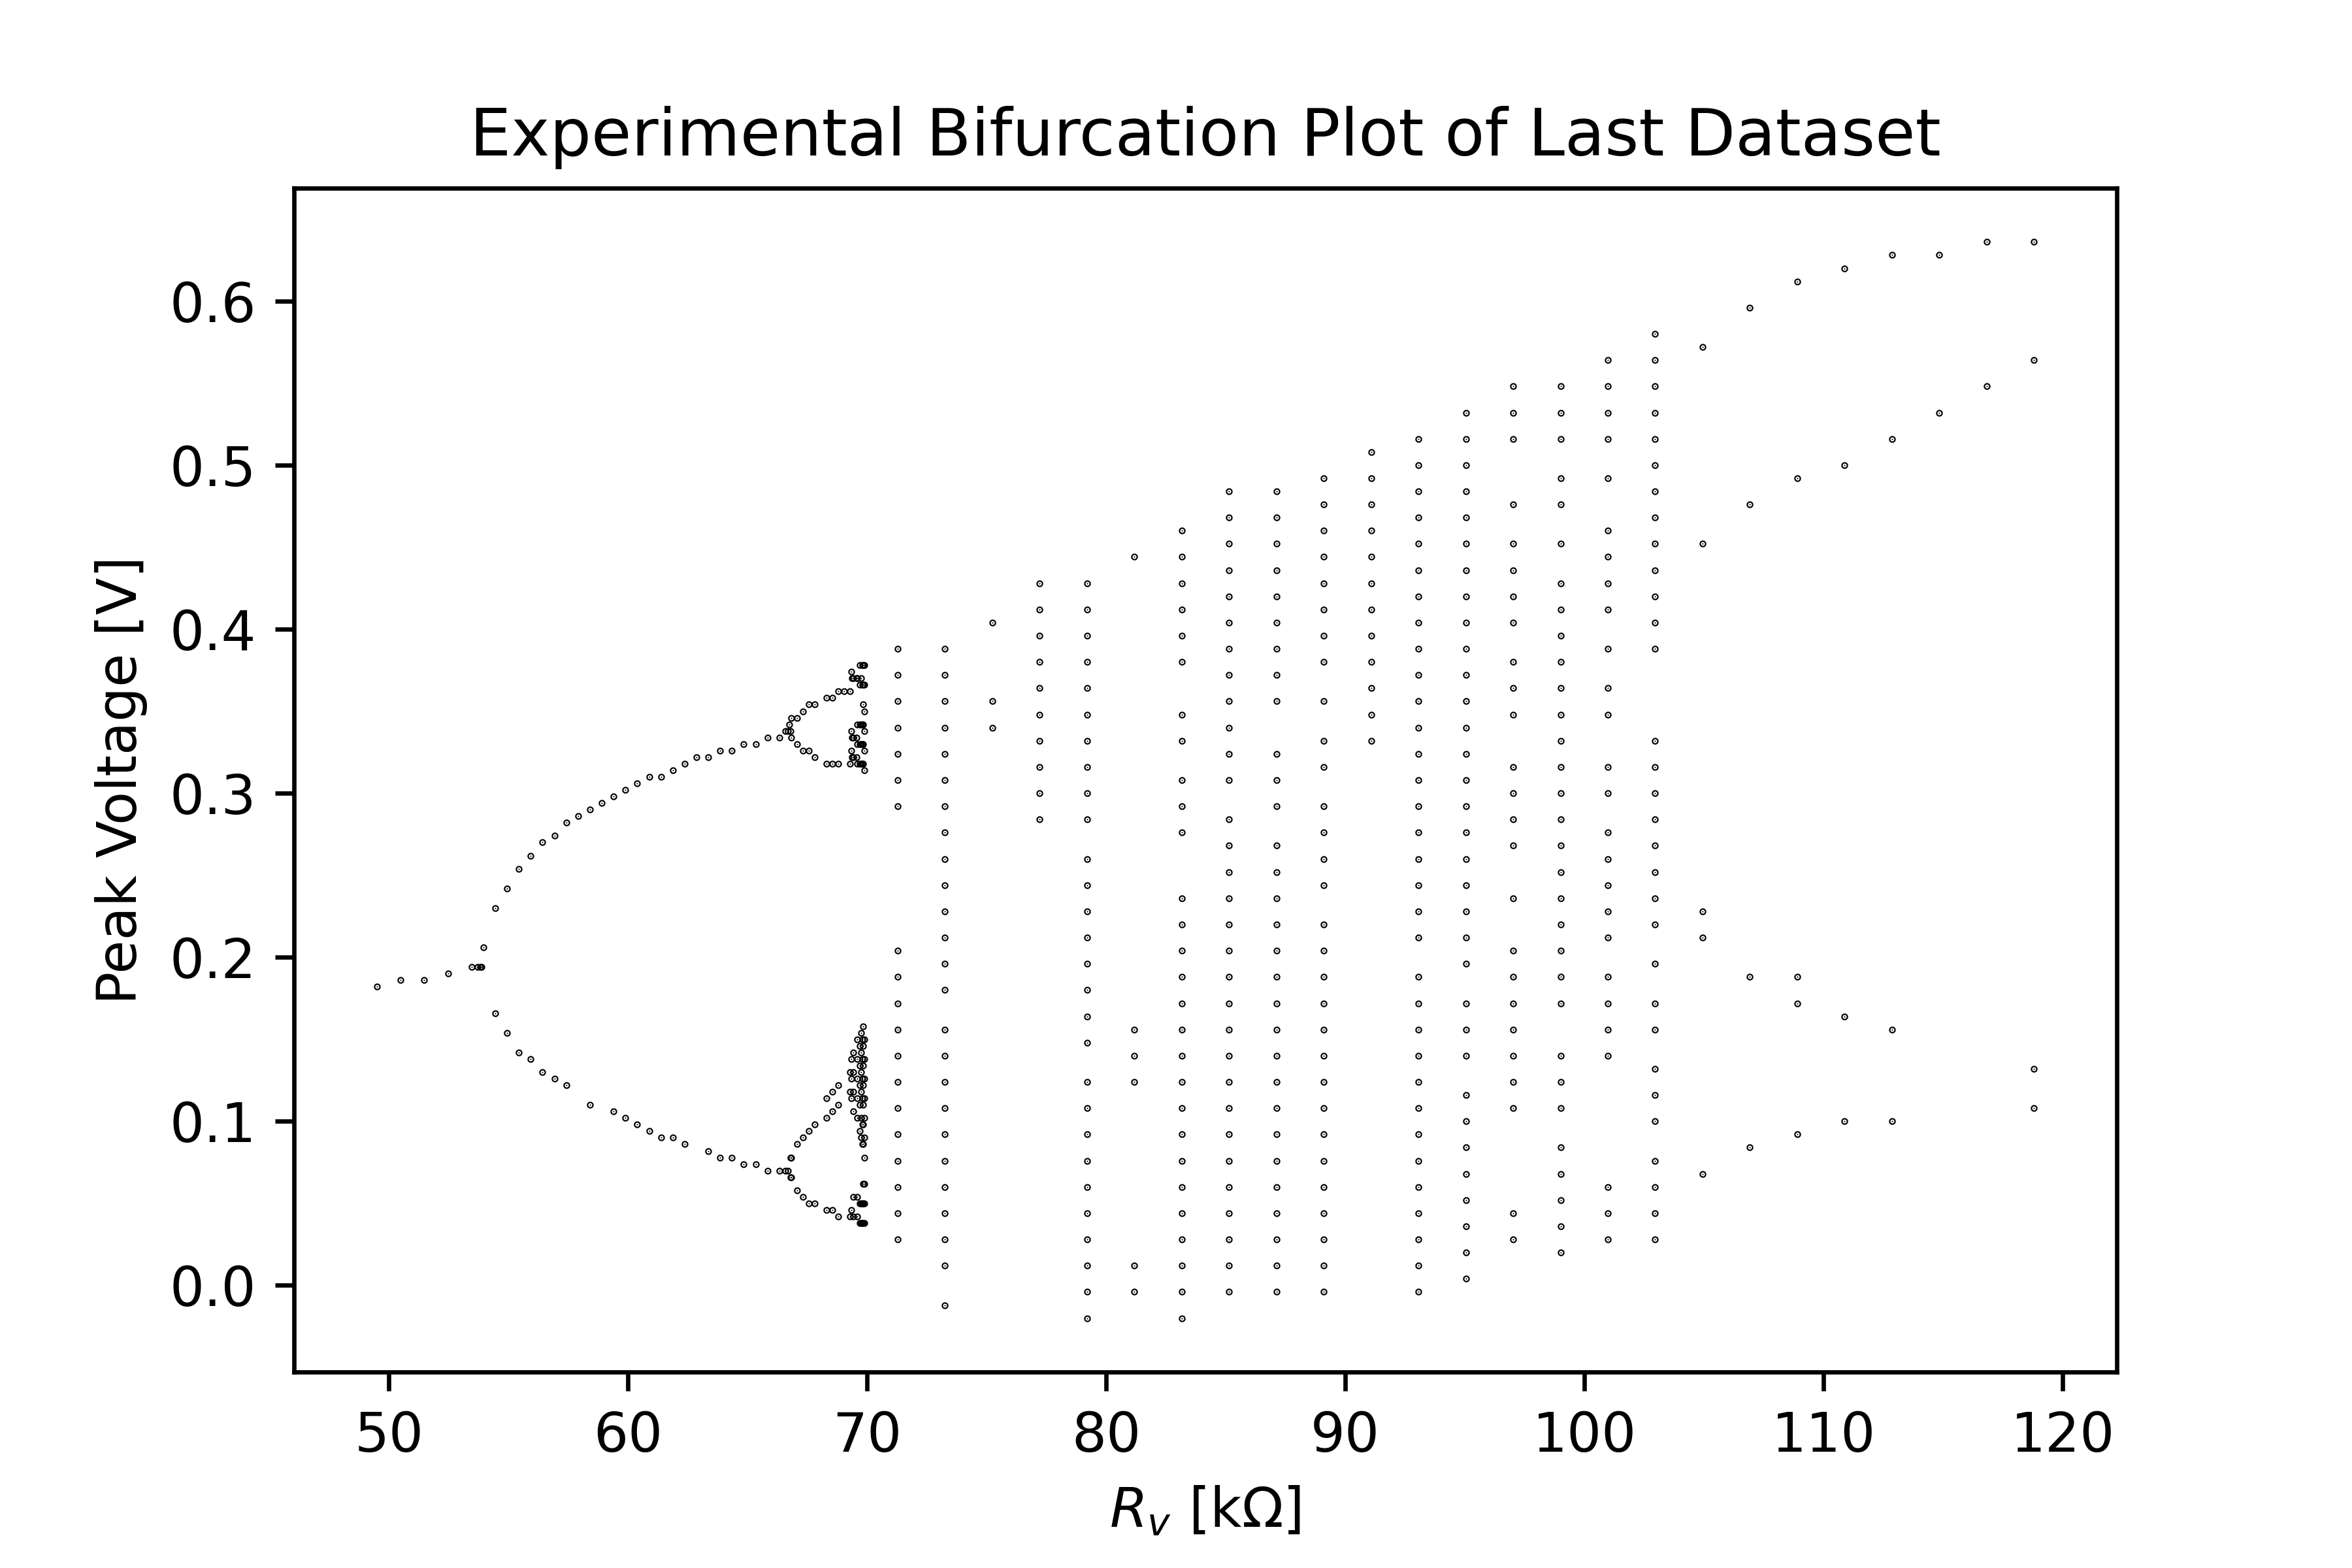 Experimental Bifurcation Plot of Last Dataset
Peak Voltage [V]
0.6
0.5
0.4
0.3
0.2
0.1
0.0
50 60 70 80 90 100 110 120
Rᵥ [kΩ]